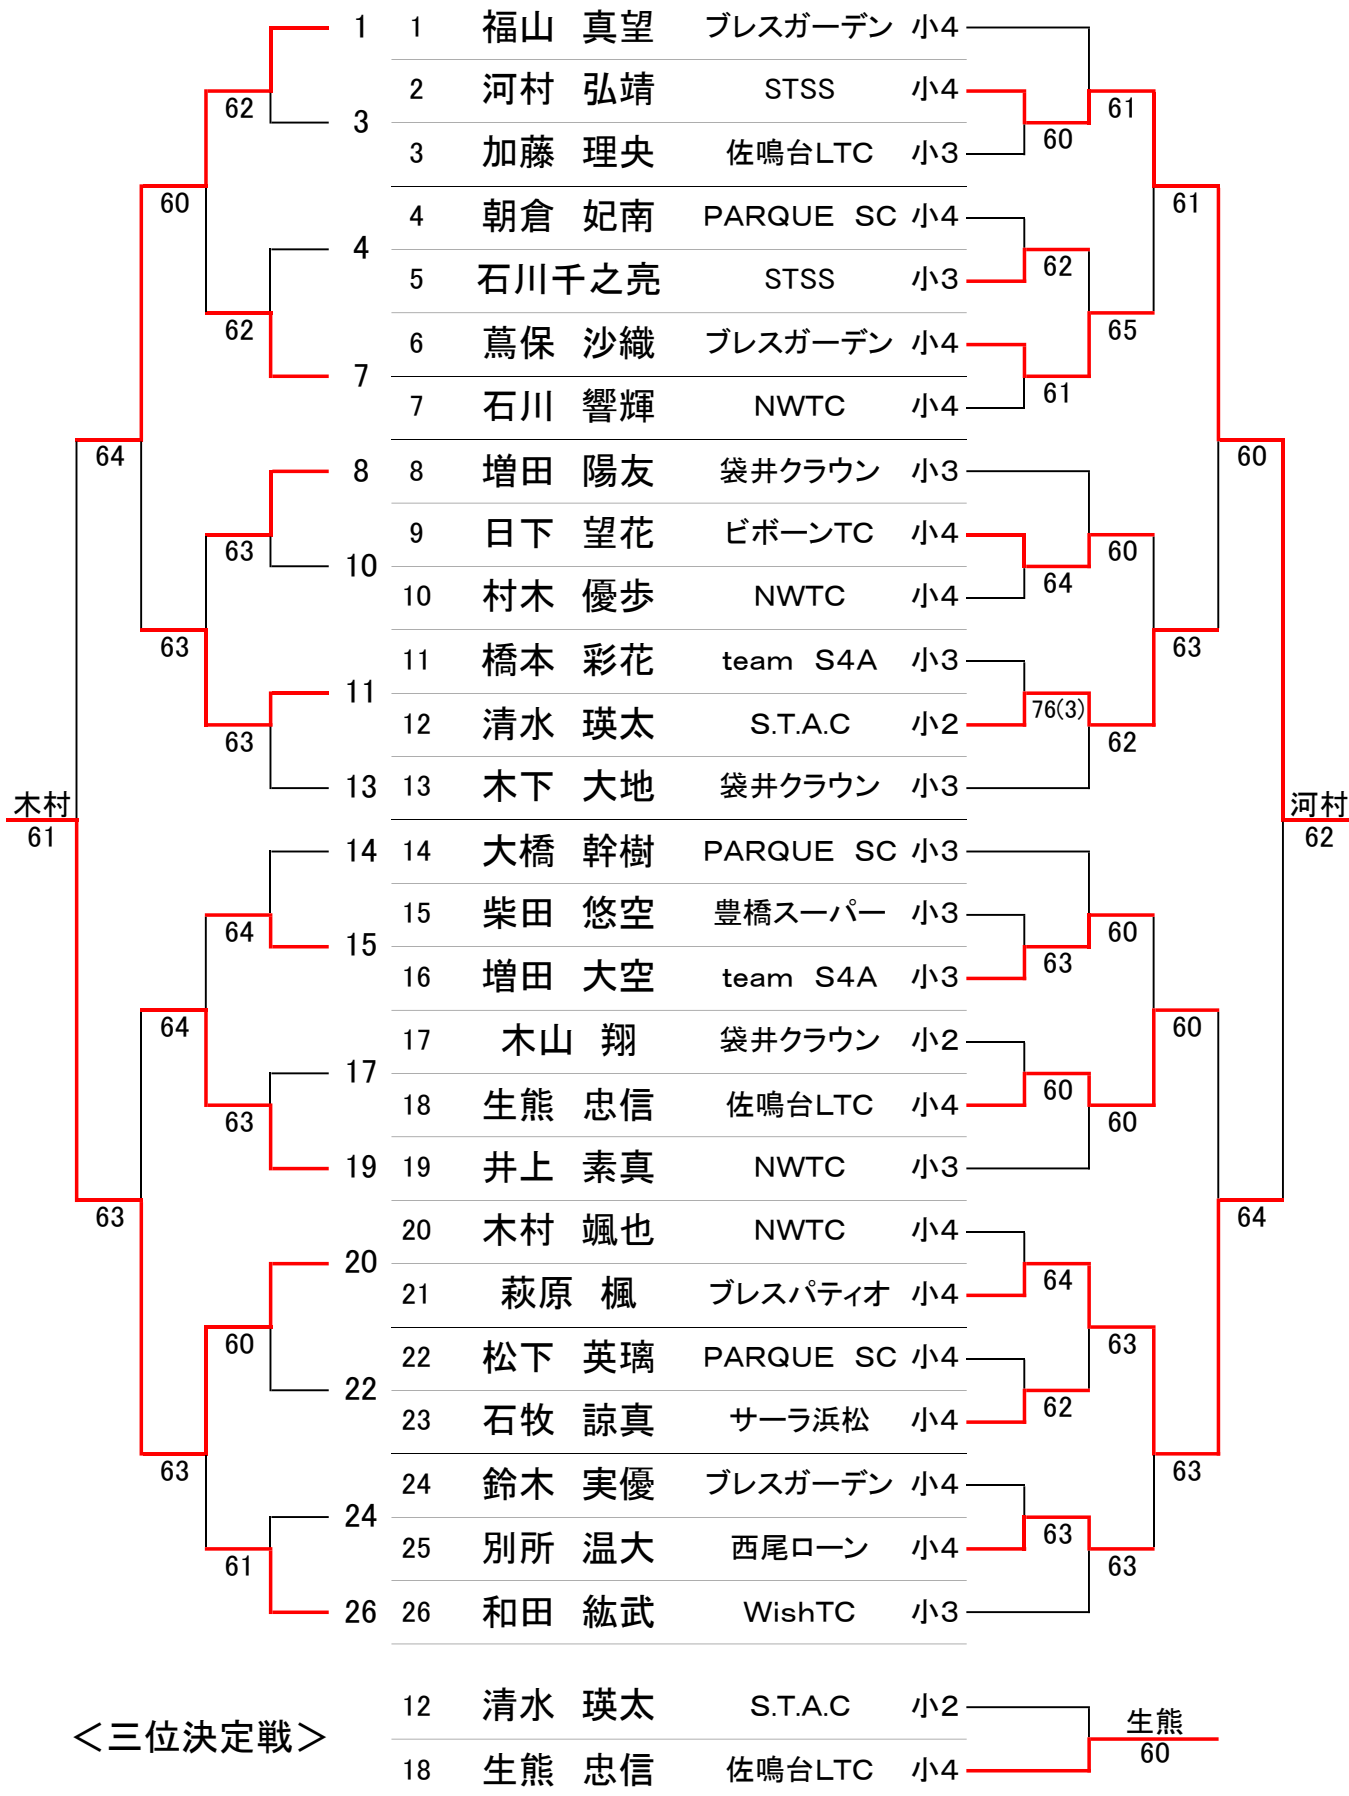 1 1 福山 真望 ブレスガーデン 小4
2 河村 弘靖 STSS 小4
62 61
3 60
3 加藤 理央 佐鳴台LTC 小3
60 61
4 朝倉 妃南 PARQUE SC 小4
4 62
5 石川千之亮 STSS 小3
62 65
6 蔦保 沙織 ブレスガーデン 小4
7 61
7 石川 響輝 NWTC 小4
64 60
8 8 増田 陽友 袋井クラウン 小3
9 日下 望花 ビボーンTC 小4
63 60
10 64
10 村木 優歩 NWTC 小4
63 63
11 橋本 彩花 team S4A 小3
11 76(3)
12 清水 瑛太 S.T.A.C 小2
63 62
13 13 木下 大地 袋井クラウン 小3
木村 河村
61 62
14 14 大橋 幹樹 PARQUE SC 小3
15 柴田 悠空 豊橋スーパー 小3
64 60
15 63
16 増田 大空 team S4A 小3
64 60
17 木山 翔 袋井クラウン 小2
17 60
18 生熊 忠信 佐鳴台LTC 小4
63 60
19 19 井上 素真 NWTC 小3
63 64
20 木村 颯也 NWTC 小4
20 64
21 萩原 楓 ブレスパティオ 小4
60 63
22 松下 英璃 PARQUE SC 小4
22 62
23 石牧 諒真 サーラ浜松 小4
63 63
24 鈴木 実優 ブレスガーデン 小4
24 63
25 別所 温大 西尾ローン 小4
61 63
26 26 和田 紘武 WishTC 小3
12 清水 瑛太 S.T.A.C 小2
＜三位決定戦＞ 生熊
60
18 生熊 忠信 佐鳴台LTC 小4